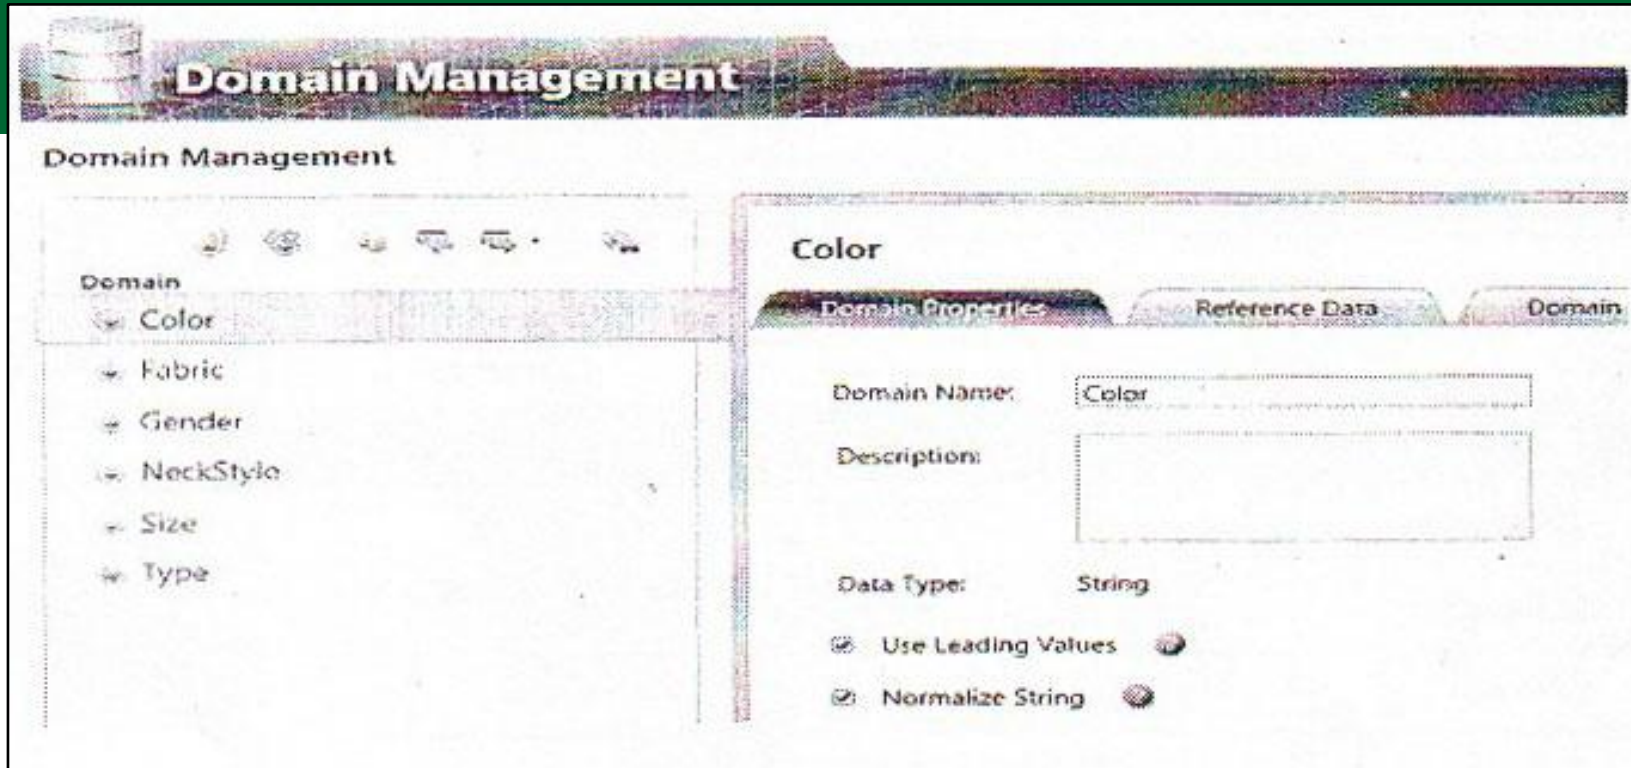 Domain Management
Domain Management
Domain
Color
Fabric
Gender
NeckStyle
Size
Type
Color
Domain Properties
Reference Data
Domain
Domain Name:
Color
Description:
Data Type:
String
Use Leading Values
Normalize String